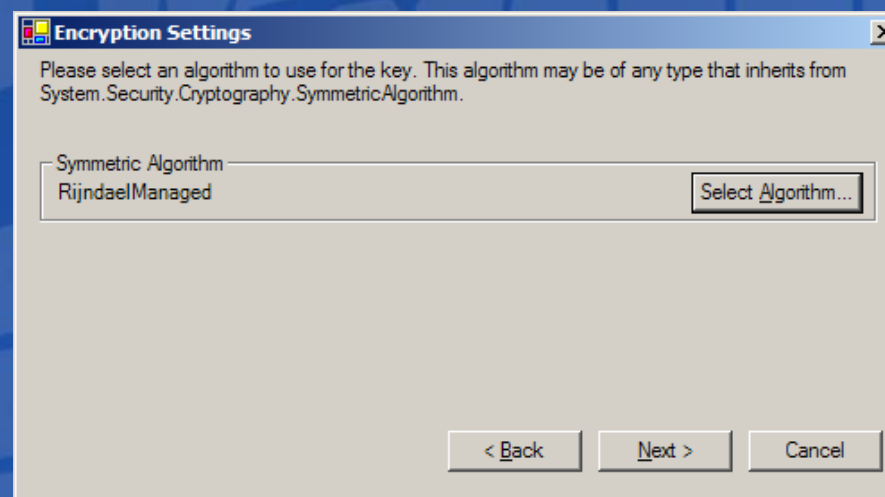 Encryption Settings
Please select an algorithm to use for the key. This algorithm may be of any type that inherits from
System.Security.Cryptography.SymmetricAlgorithm.
Symmetric Algorithm
RijndaelManaged
Select Algorithm...
< Back
Next >
Cancel